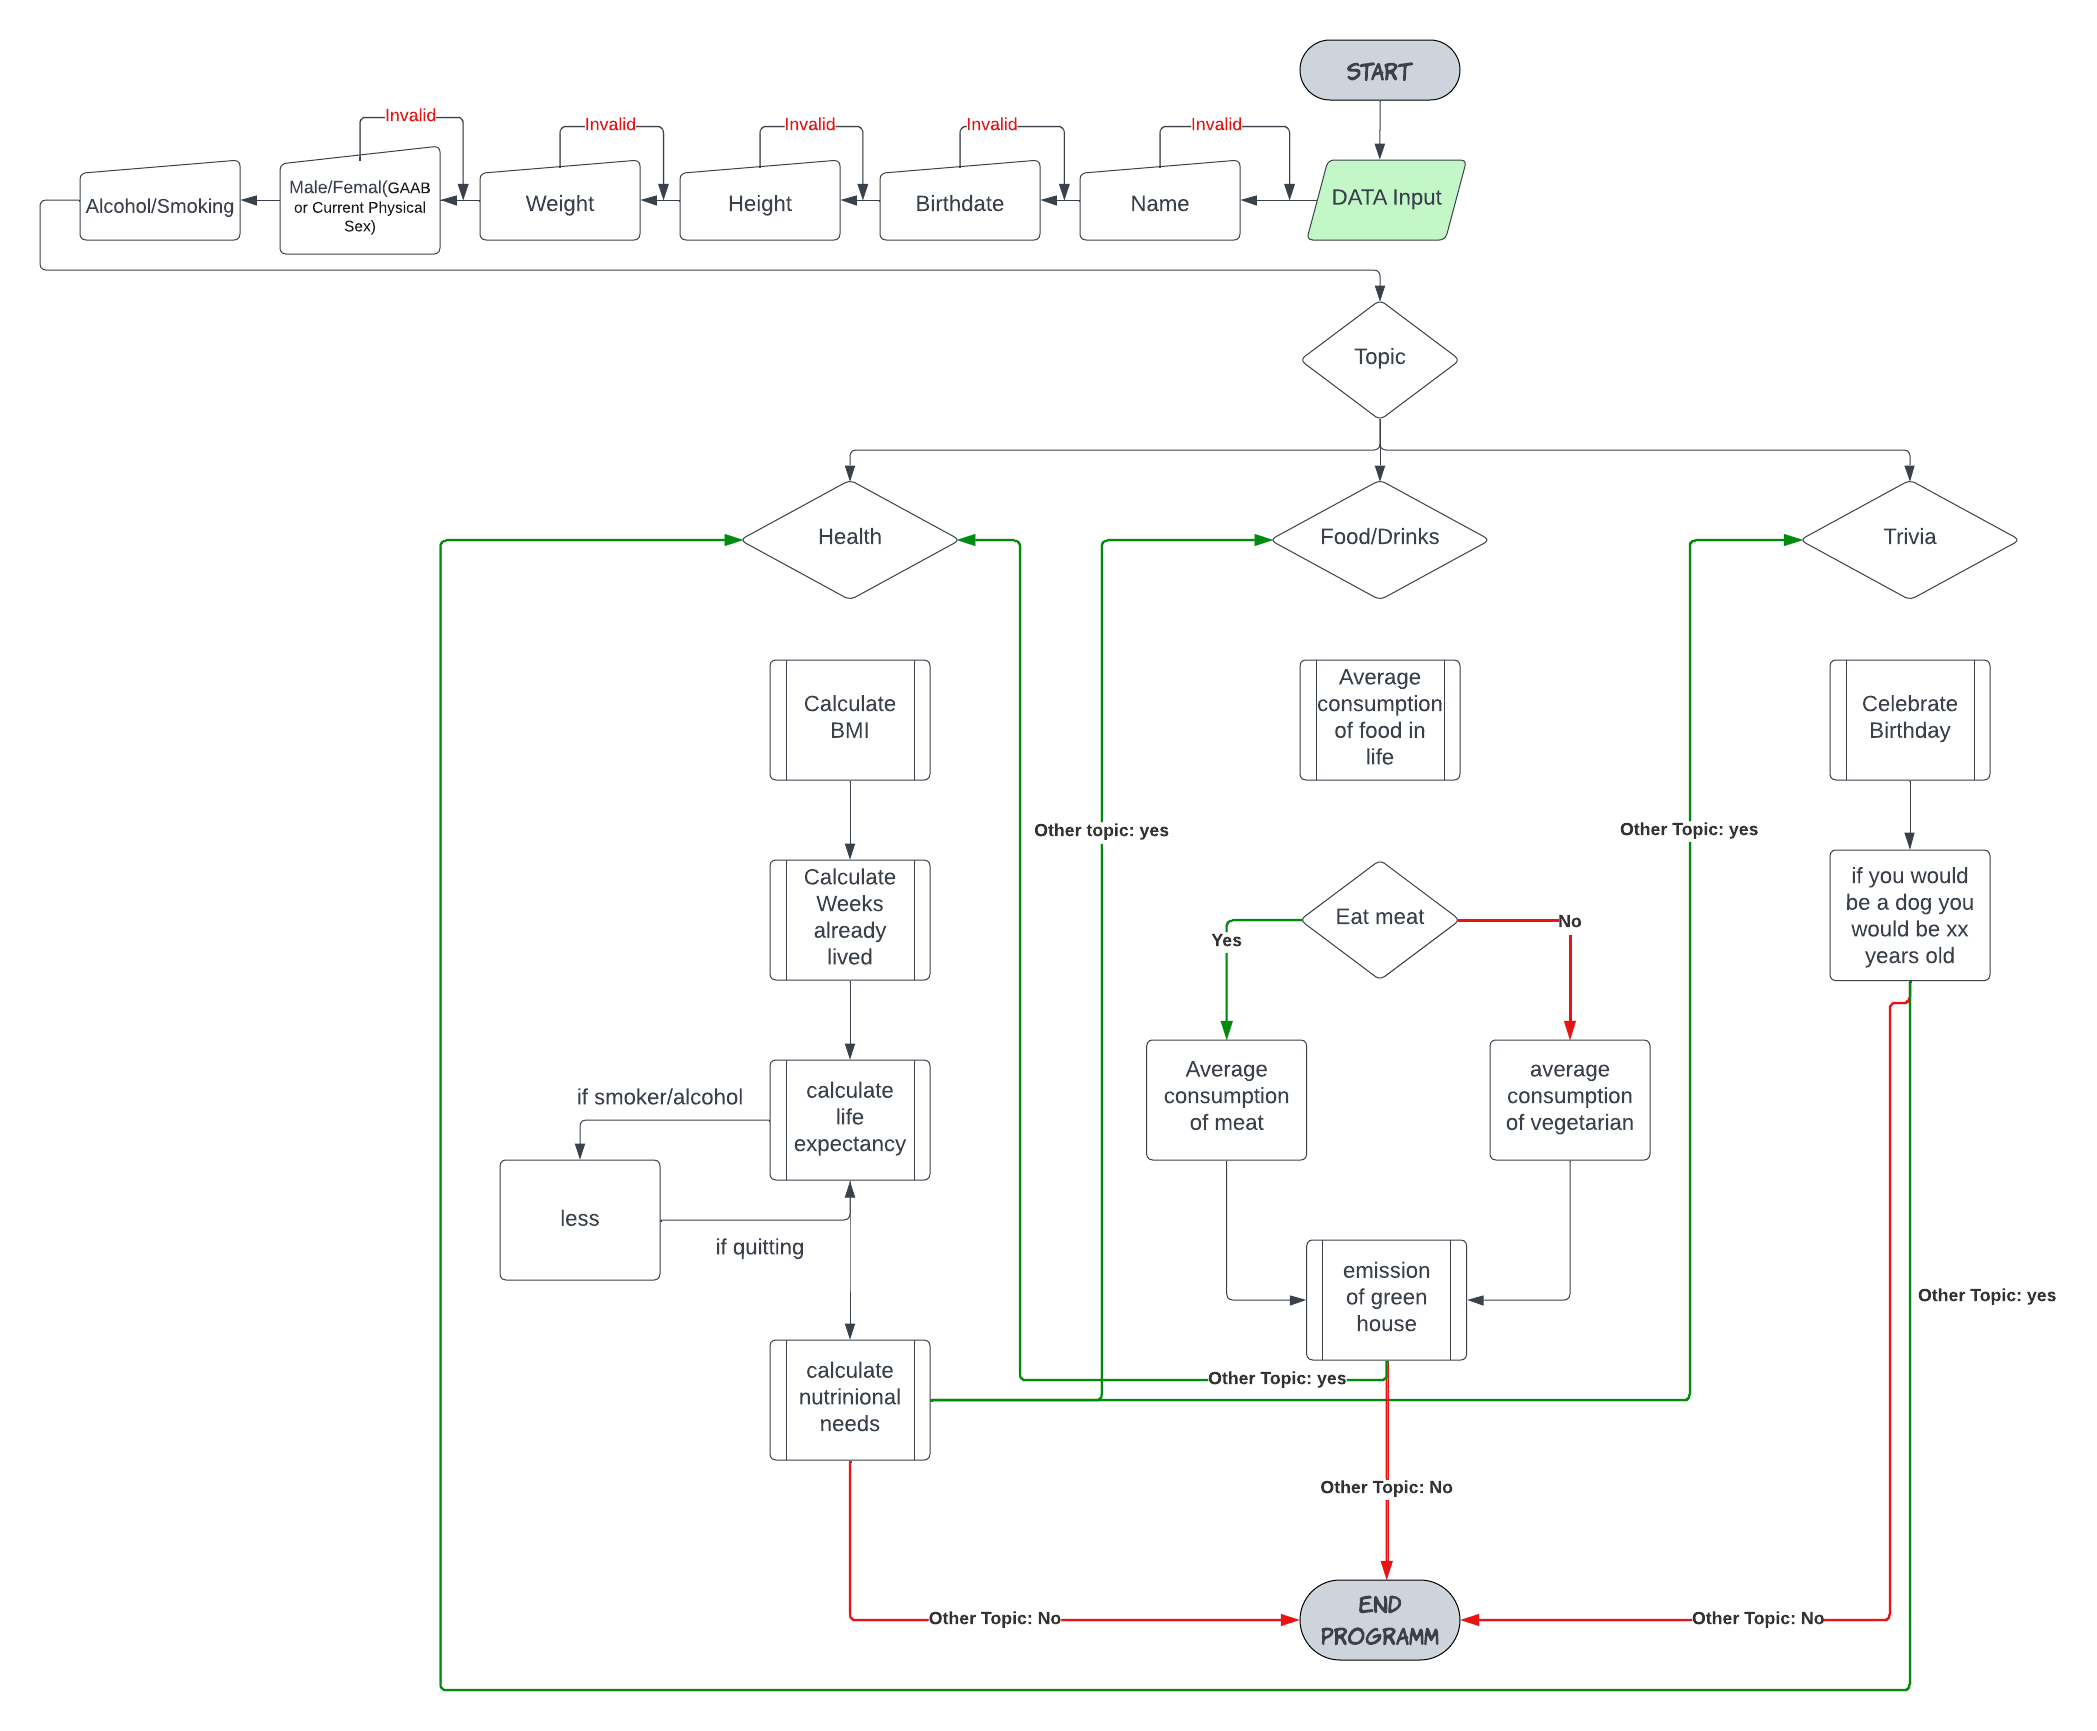 START
Invalid
Invalid
Invalid
Invalid
Invalid
Alcohol/Smoking
Male/Femal(GAAB
or Current Physical
Sex)
Weight
Height
Birthdate
Name
DATA Input
Topic
Health
Food/Drinks
Trivia
Calculate
BMI
Average
consumption
of food in
life
Celebrate
Birthday
Other topic: yes
Other Topic: yes
Calculate
Weeks
already
lived
Eat meat
Yes
No
if you would
be a dog you
would be xx
years old
if smoker/alcohol
calculate
life
expectancy
Average
consumption
of meat
average
consumption
of vegetarian
less
if quitting
emission
of green
house
Other Topic: yes
Other Topic: yes
calculate
nutrinional
needs
Other Topic: No
Other Topic: No
Other Topic: No
END
PROGRAMM